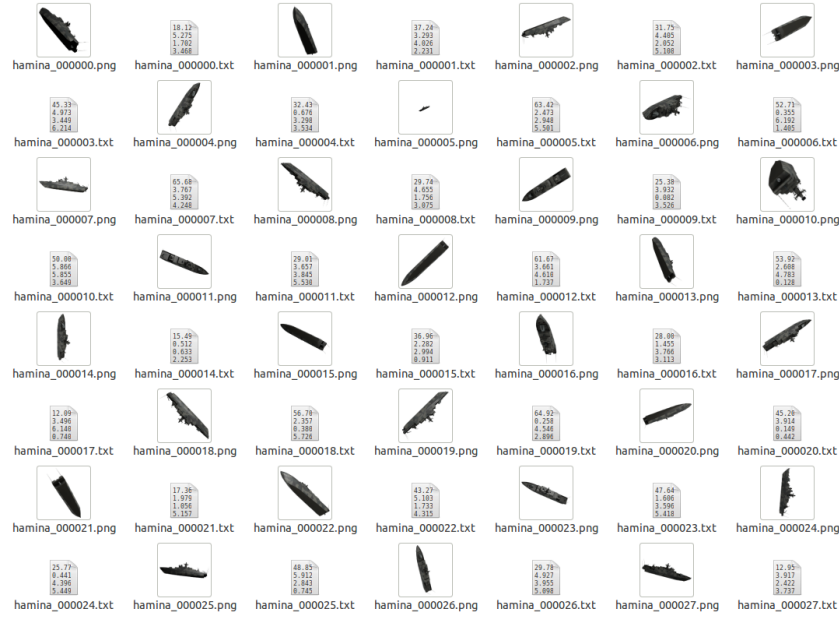 18.12
5.275
1.702
3.468
37.24
3.293
4.026
2.231
31.75
4.405
2.052
5.108
hamina_000000.png
hamina_000000.txt
hamina_000001.png
hamina_000001.txt
hamina_000002.png
hamina_000002.txt
hamina_000003.png
45.33
4.973
3.449
6.214
32.43
0.676
3.298
3.534
63.42
2.473
2.948
5.501
52.71
0.355
6.192
1.405
hamina_000003.txt
hamina_000004.png
hamina_000004.txt
hamina_000005.png
hamina_000005.txt
hamina_000006.png
hamina_000006.txt
65.68
3.767
5.392
4.248
29.74
4.655
1.756
3.075
25.38
3.932
0.082
3.526
hamina_000007.png
hamina_000007.txt
hamina_000008.png
hamina_000008.txt
hamina_000009.png
hamina_000009.txt
hamina_000010.png
50.00
5.866
5.855
3.649
29.01
3.657
3.845
5.538
61.67
3.661
4.610
1.737
53.92
2.608
4.783
0.128
hamina_000010.txt
hamina_000011.png
hamina_000011.txt
hamina_000012.png
hamina_000012.txt
hamina_000013.png
hamina_000013.txt
15.49
0.512
0.633
2.253
36.96
2.282
2.994
0.911
28.00
1.455
3.766
3.113
hamina_000014.png
hamina_000014.txt
hamina_000015.png
hamina_000015.txt
hamina_000016.png
hamina_000016.txt
hamina_000017.png
12.09
3.496
6.148
0.740
56.70
2.357
0.380
5.726
64.92
0.258
4.546
2.896
45.20
3.914
0.149
0.442
hamina_000017.txt
hamina_000018.png
hamina_000018.txt
hamina_000019.png
hamina_000019.txt
hamina_000020.png
hamina_000020.txt
17.36
1.979
1.056
5.157
43.27
5.103
1.733
4.315
47.64
1.606
3.596
5.418
hamina_000021.png
hamina_000021.txt
hamina_000022.png
hamina_000022.txt
hamina_000023.png
hamina_000023.txt
hamina_000024.png
25.77
0.441
4.396
5.449
48.85
5.912
2.843
0.745
29.78
4.927
3.955
5.098
12.05
3.917
2.422
3.737
hamina_000024.txt
hamina_000025.png
hamina_000025.txt
hamina_000026.png
hamina_000026.txt
hamina_000027.png
hamina_000027.txt